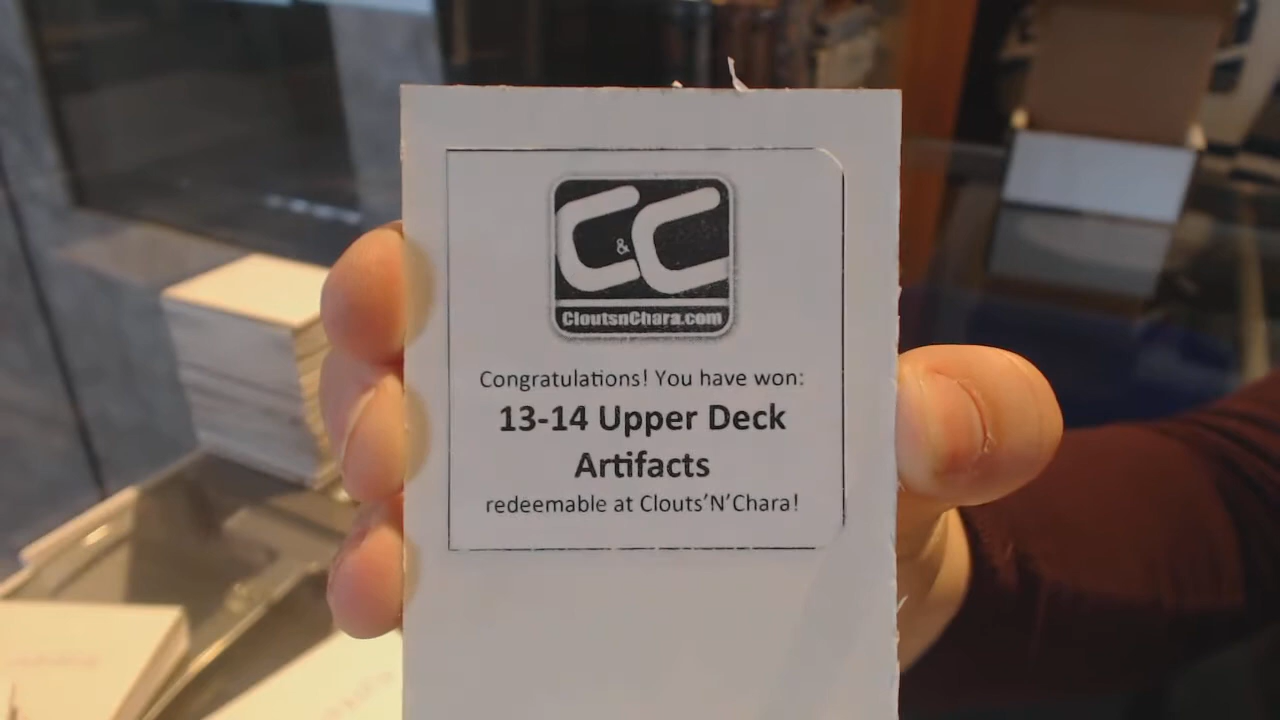 C&C
CloutsnChara.com
Congratulations! You have won:
13-14 Upper Deck
Artifacts
redeemable at Clouts'N'Chara!